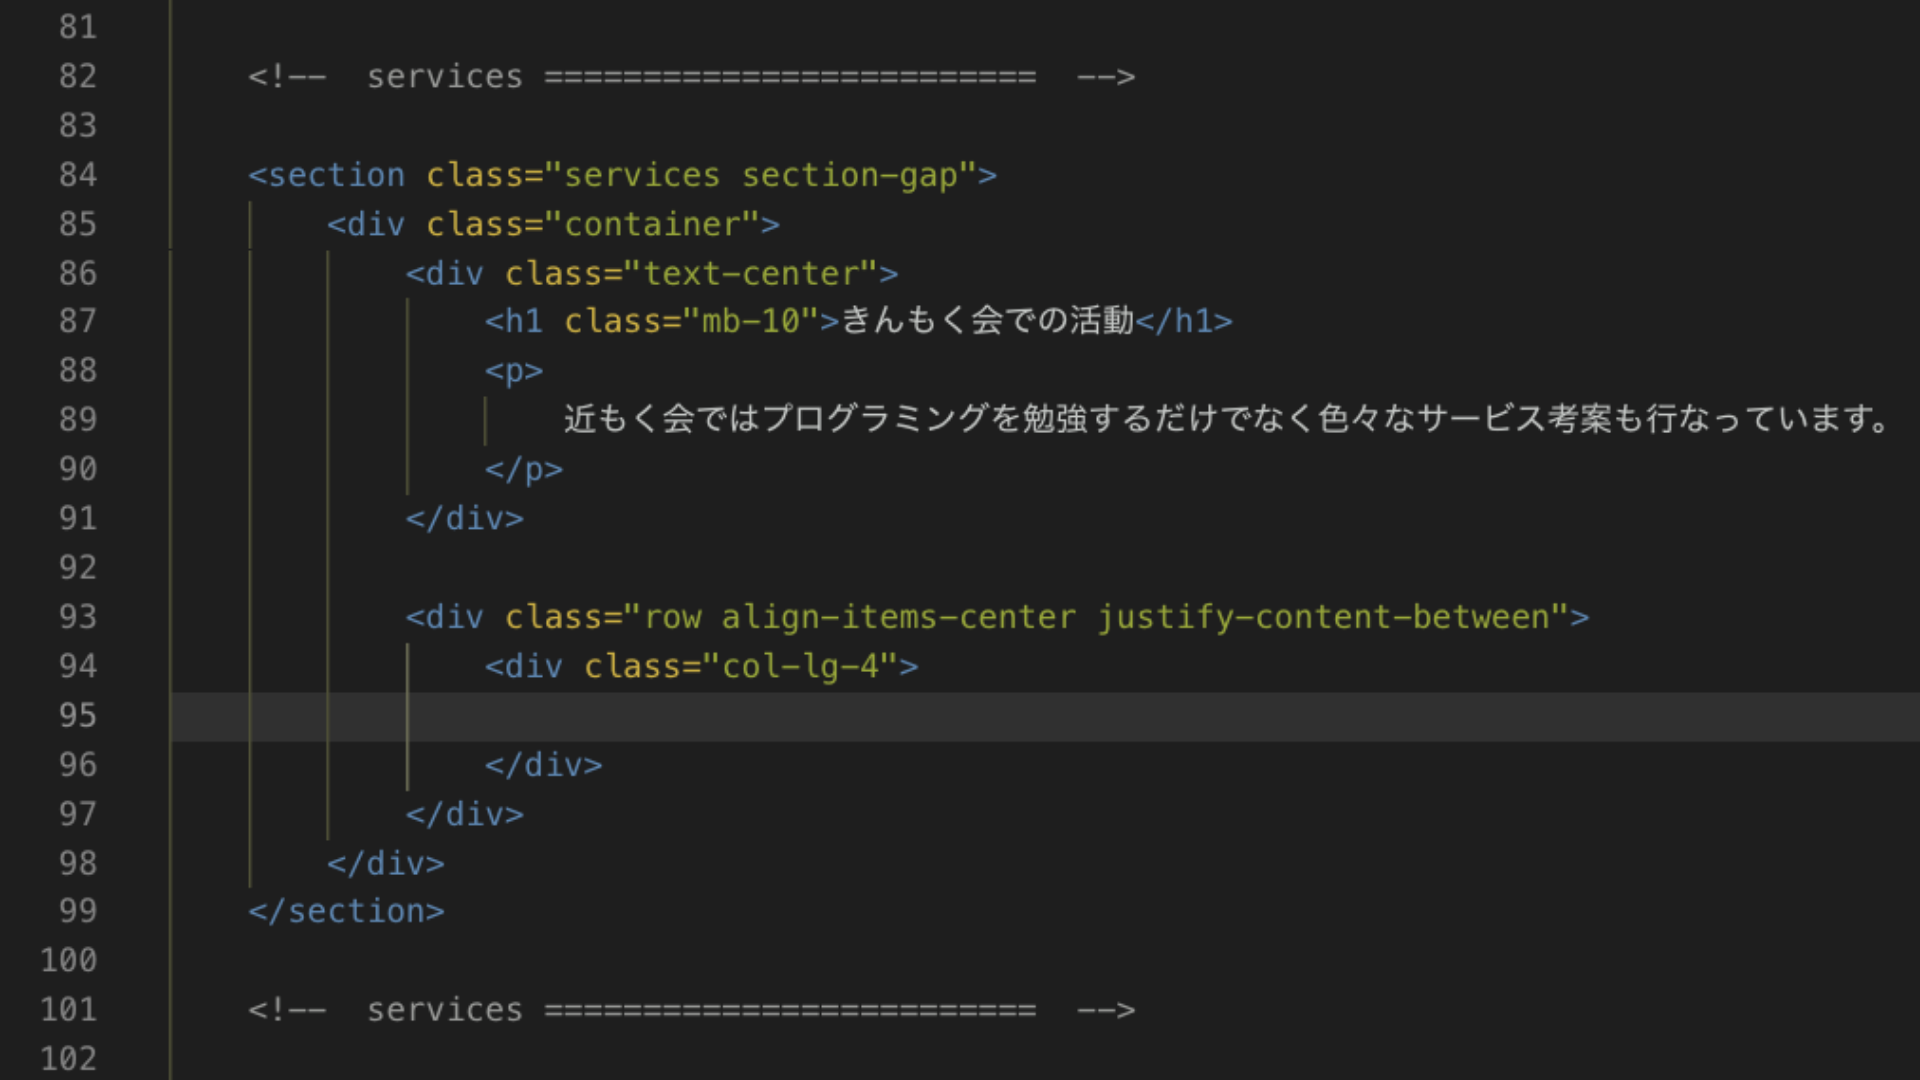 81
82 <!--  services =========================  -->
83
84 <section class="services section-gap">
85 <div class="container">
86 <div class="text-center">
87 <h1 class="mb-10">きんもく会での活動</h1>
88 <p>
89 近もく会ではプログラミングを勉強するだけでなく色々なサービス考案も行なっています。
90 </p>
91 </div>
92
93 <div class="row align-items-center justify-content-between">
94 <div class="col-lg-4">
95
96 </div>
97 </div>
98 </div>
99 </section>
100
101 <!--  services =========================  -->
102